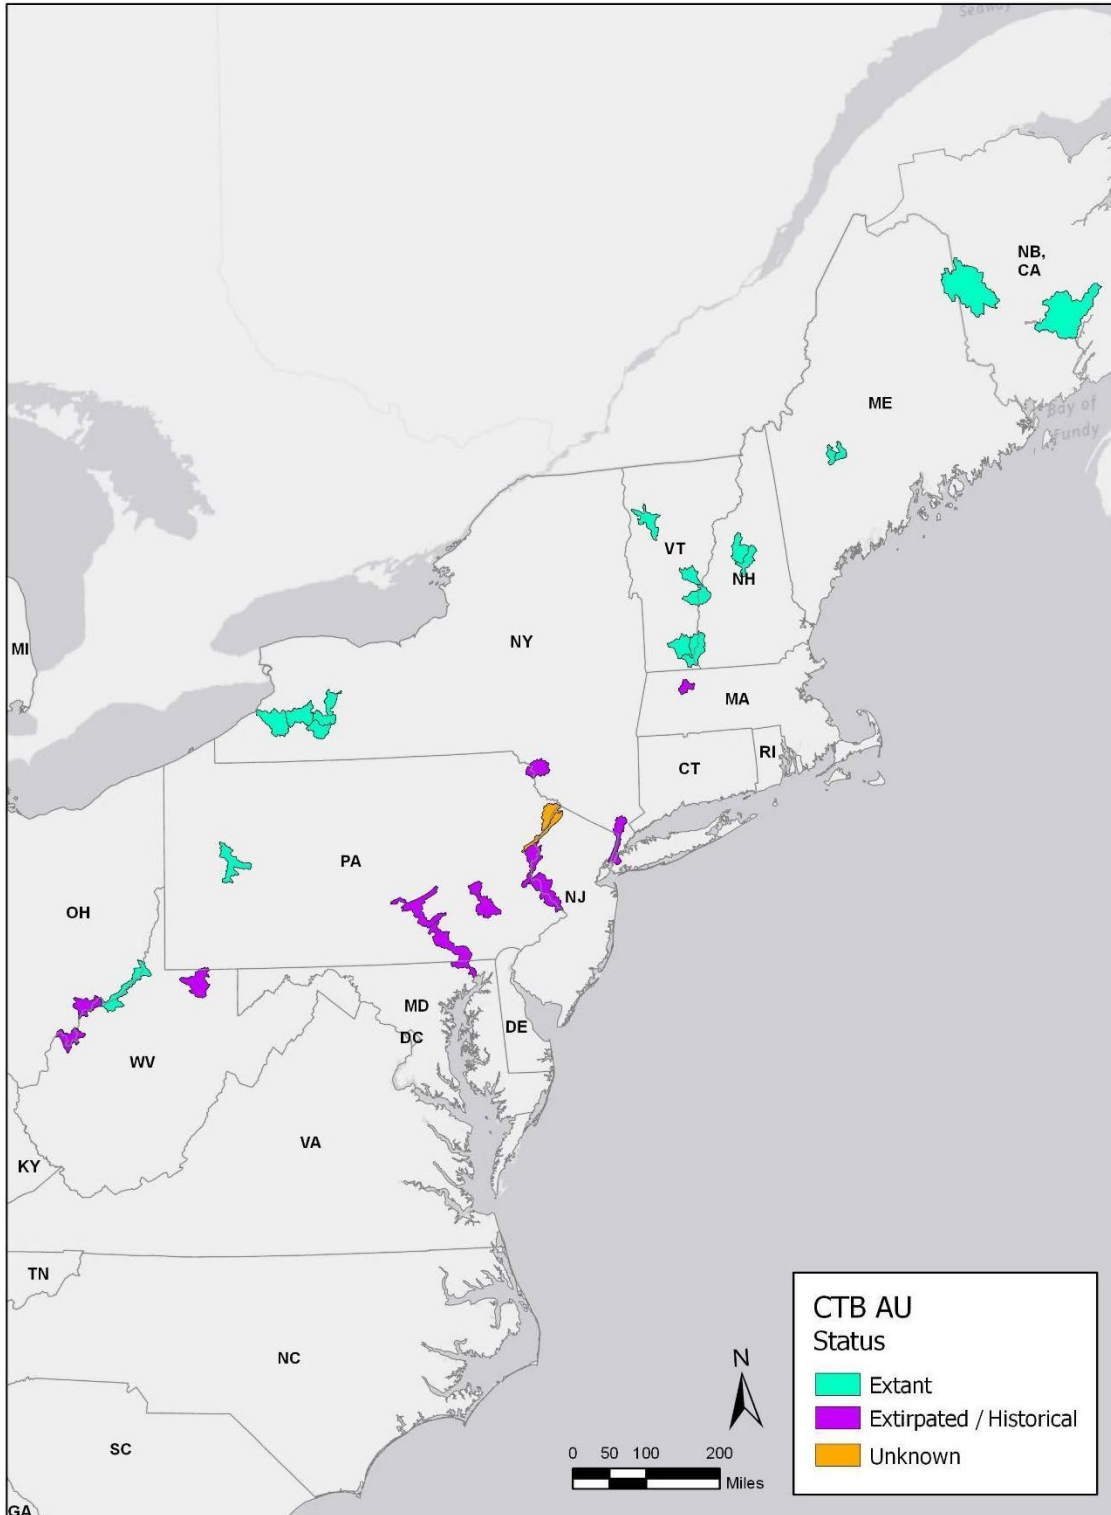 Seaway
NB,
CA
ME
Bay of
Fundy
VT
NH
MI
NY
MA
CT
RI
PA
NJ
OH
MD
DE
DC
WV
VA
KY
TN
NC
SC
GA
N
0 50 100 200
Miles
CTB AU
Status
Extant
Extirpated / Historical
Unknown